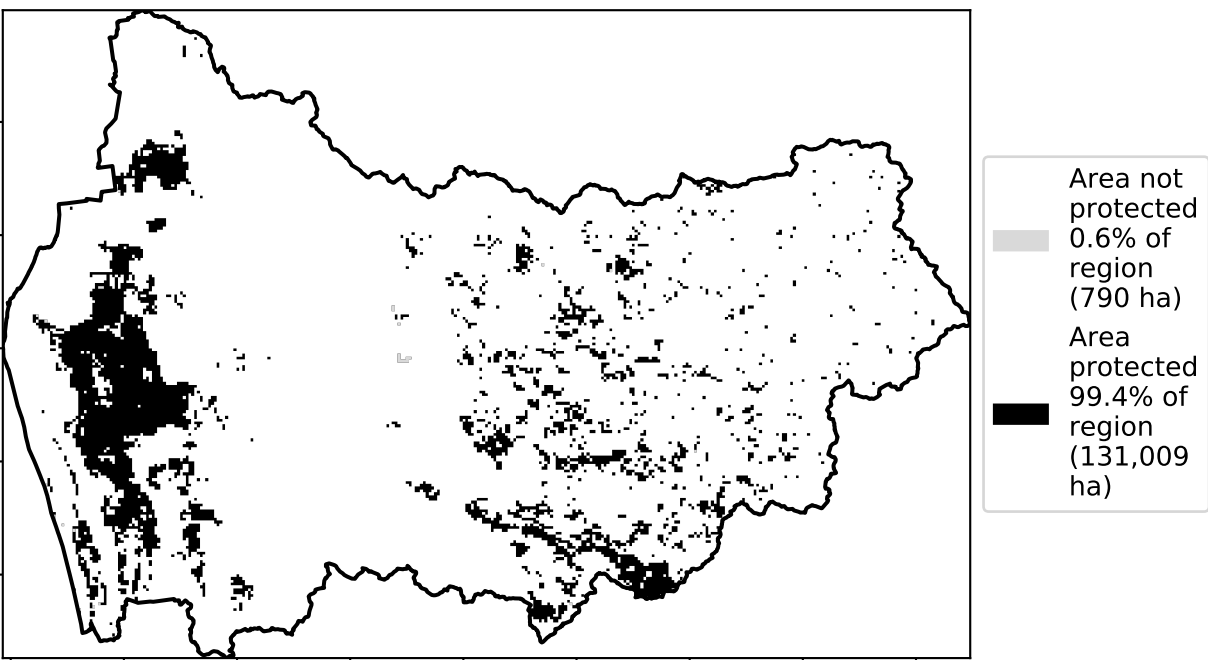 Area not
protected
0.6% of
region
(790 ha)
Area
protected
99.4% of
region
(131,009
ha)